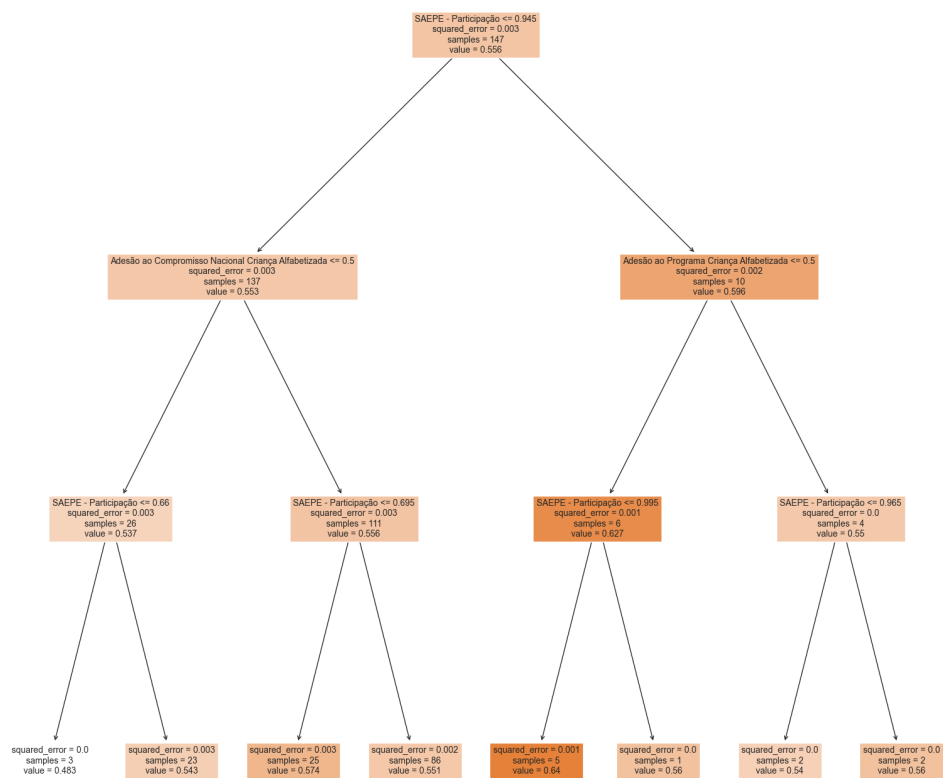 SAEPE - Participação <= 0.945
squared_error = 0.003
samples = 147
value = 0.556
Adesão ao Compromisso Nacional Criança Alfabetizada <= 0.5
squared_error = 0.003
samples = 137
value = 0.553
Adesão ao Programa Criança Alfabetizada <= 0.5
squared_error = 0.002
samples = 10
value = 0.596
SAEPE - Participação <= 0.66
squared_error = 0.003
samples = 26
value = 0.537
SAEPE - Participação <= 0.695
squared_error = 0.003
samples = 111
value = 0.556
SAEPE - Participação <= 0.995
squared_error = 0.001
samples = 6
value = 0.627
SAEPE - Participação <= 0.965
squared_error = 0.0
samples = 4
value = 0.55
squared_error = 0.0
samples = 3
value = 0.483
squared_error = 0.003
samples = 23
value = 0.543
squared_error = 0.003
samples = 25
value = 0.574
squared_error = 0.002
samples = 86
value = 0.551
squared_error = 0.001
samples = 5
value = 0.64
squared_error = 0.0
samples = 1
value = 0.56
squared_error = 0.0
samples = 2
value = 0.54
squared_error = 0.0
samples = 2
value = 0.56